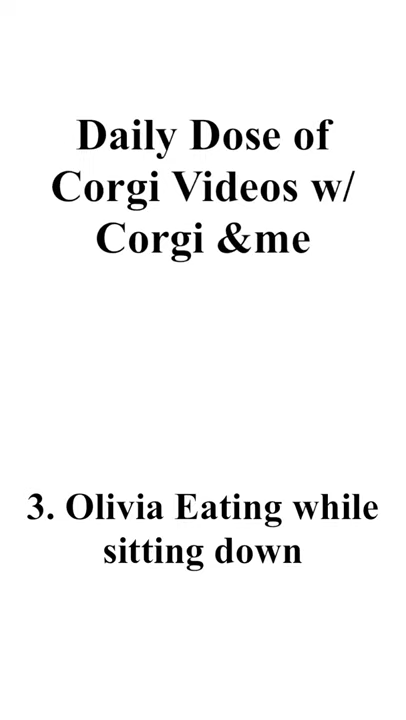 Daily Dose of
Corgi Videos w/
Corgi &me
3. Olivia Eating while
sitting down